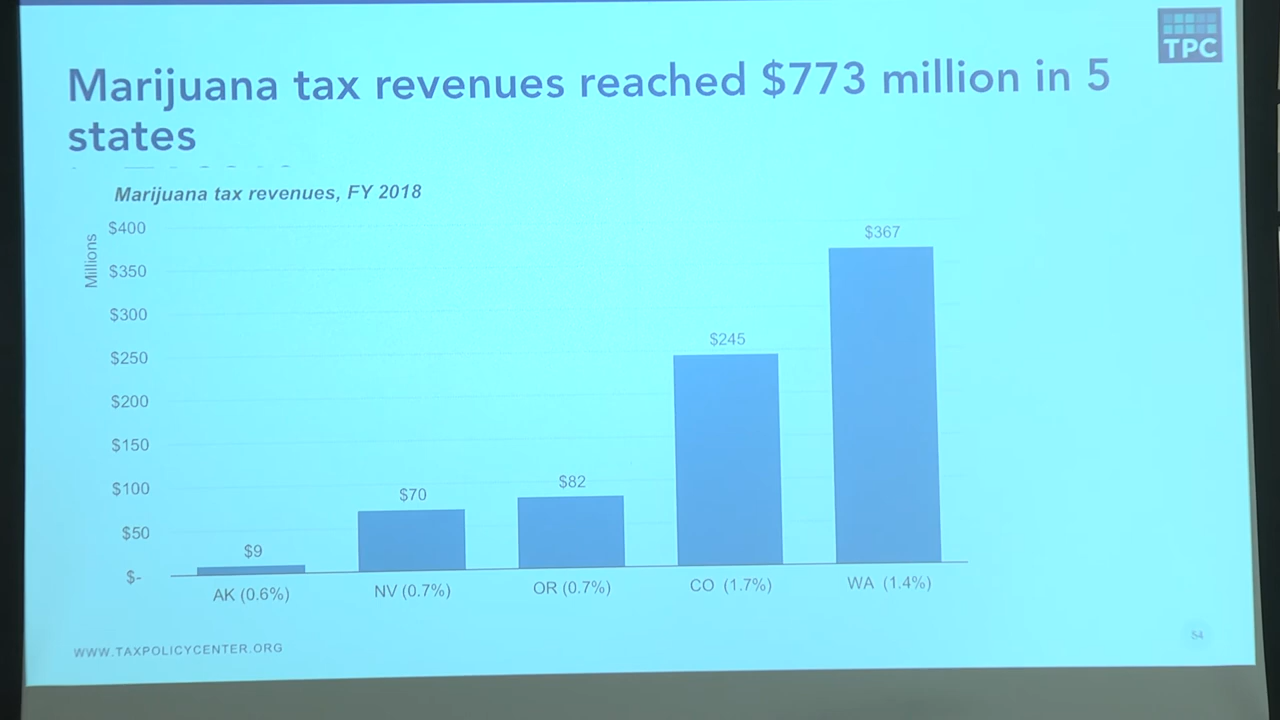 TPC
Marijuana tax revenues reached $773 million in 5
states
Marijuana tax revenues, FY 2018
Millions
$400
$350
$300
$250
$200
$150
$100
$50
$-
$9
$70
$82
$245
$367
AK (0.6%)
NV (0.7%)
OR (0.7%)
CO (1.7%)
WA (1.4%)
WWW.TAXPOLICYCENTER.ORG
54